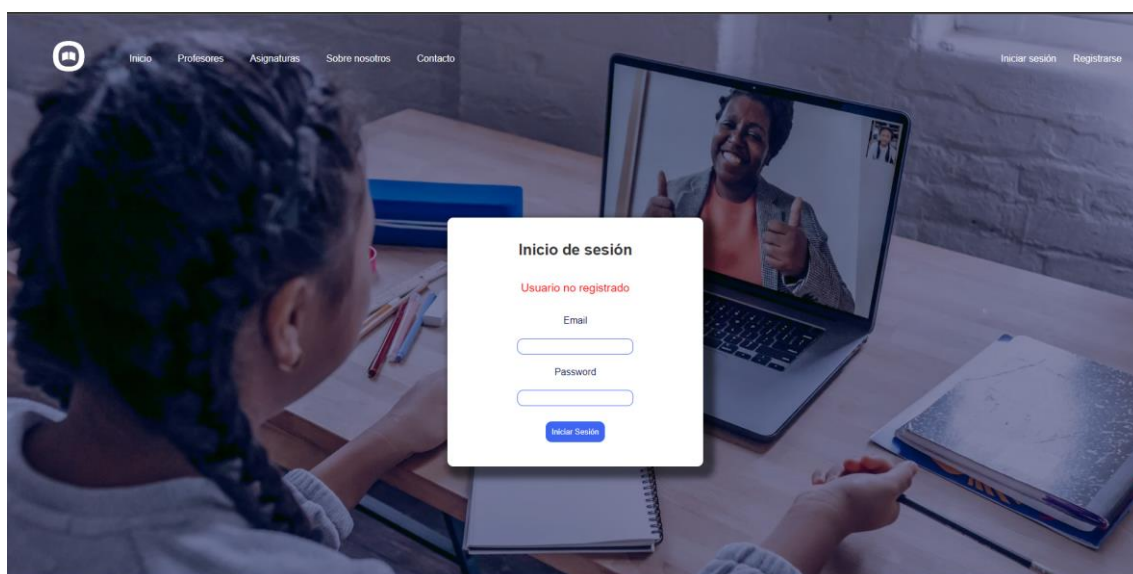 Inicio Profesores Asignaturas Sobre nosotros Contacto Iniciar sesión Registrarse
Inicio de sesión
Usuario no registrado
Email
Password
Iniciar Sesión